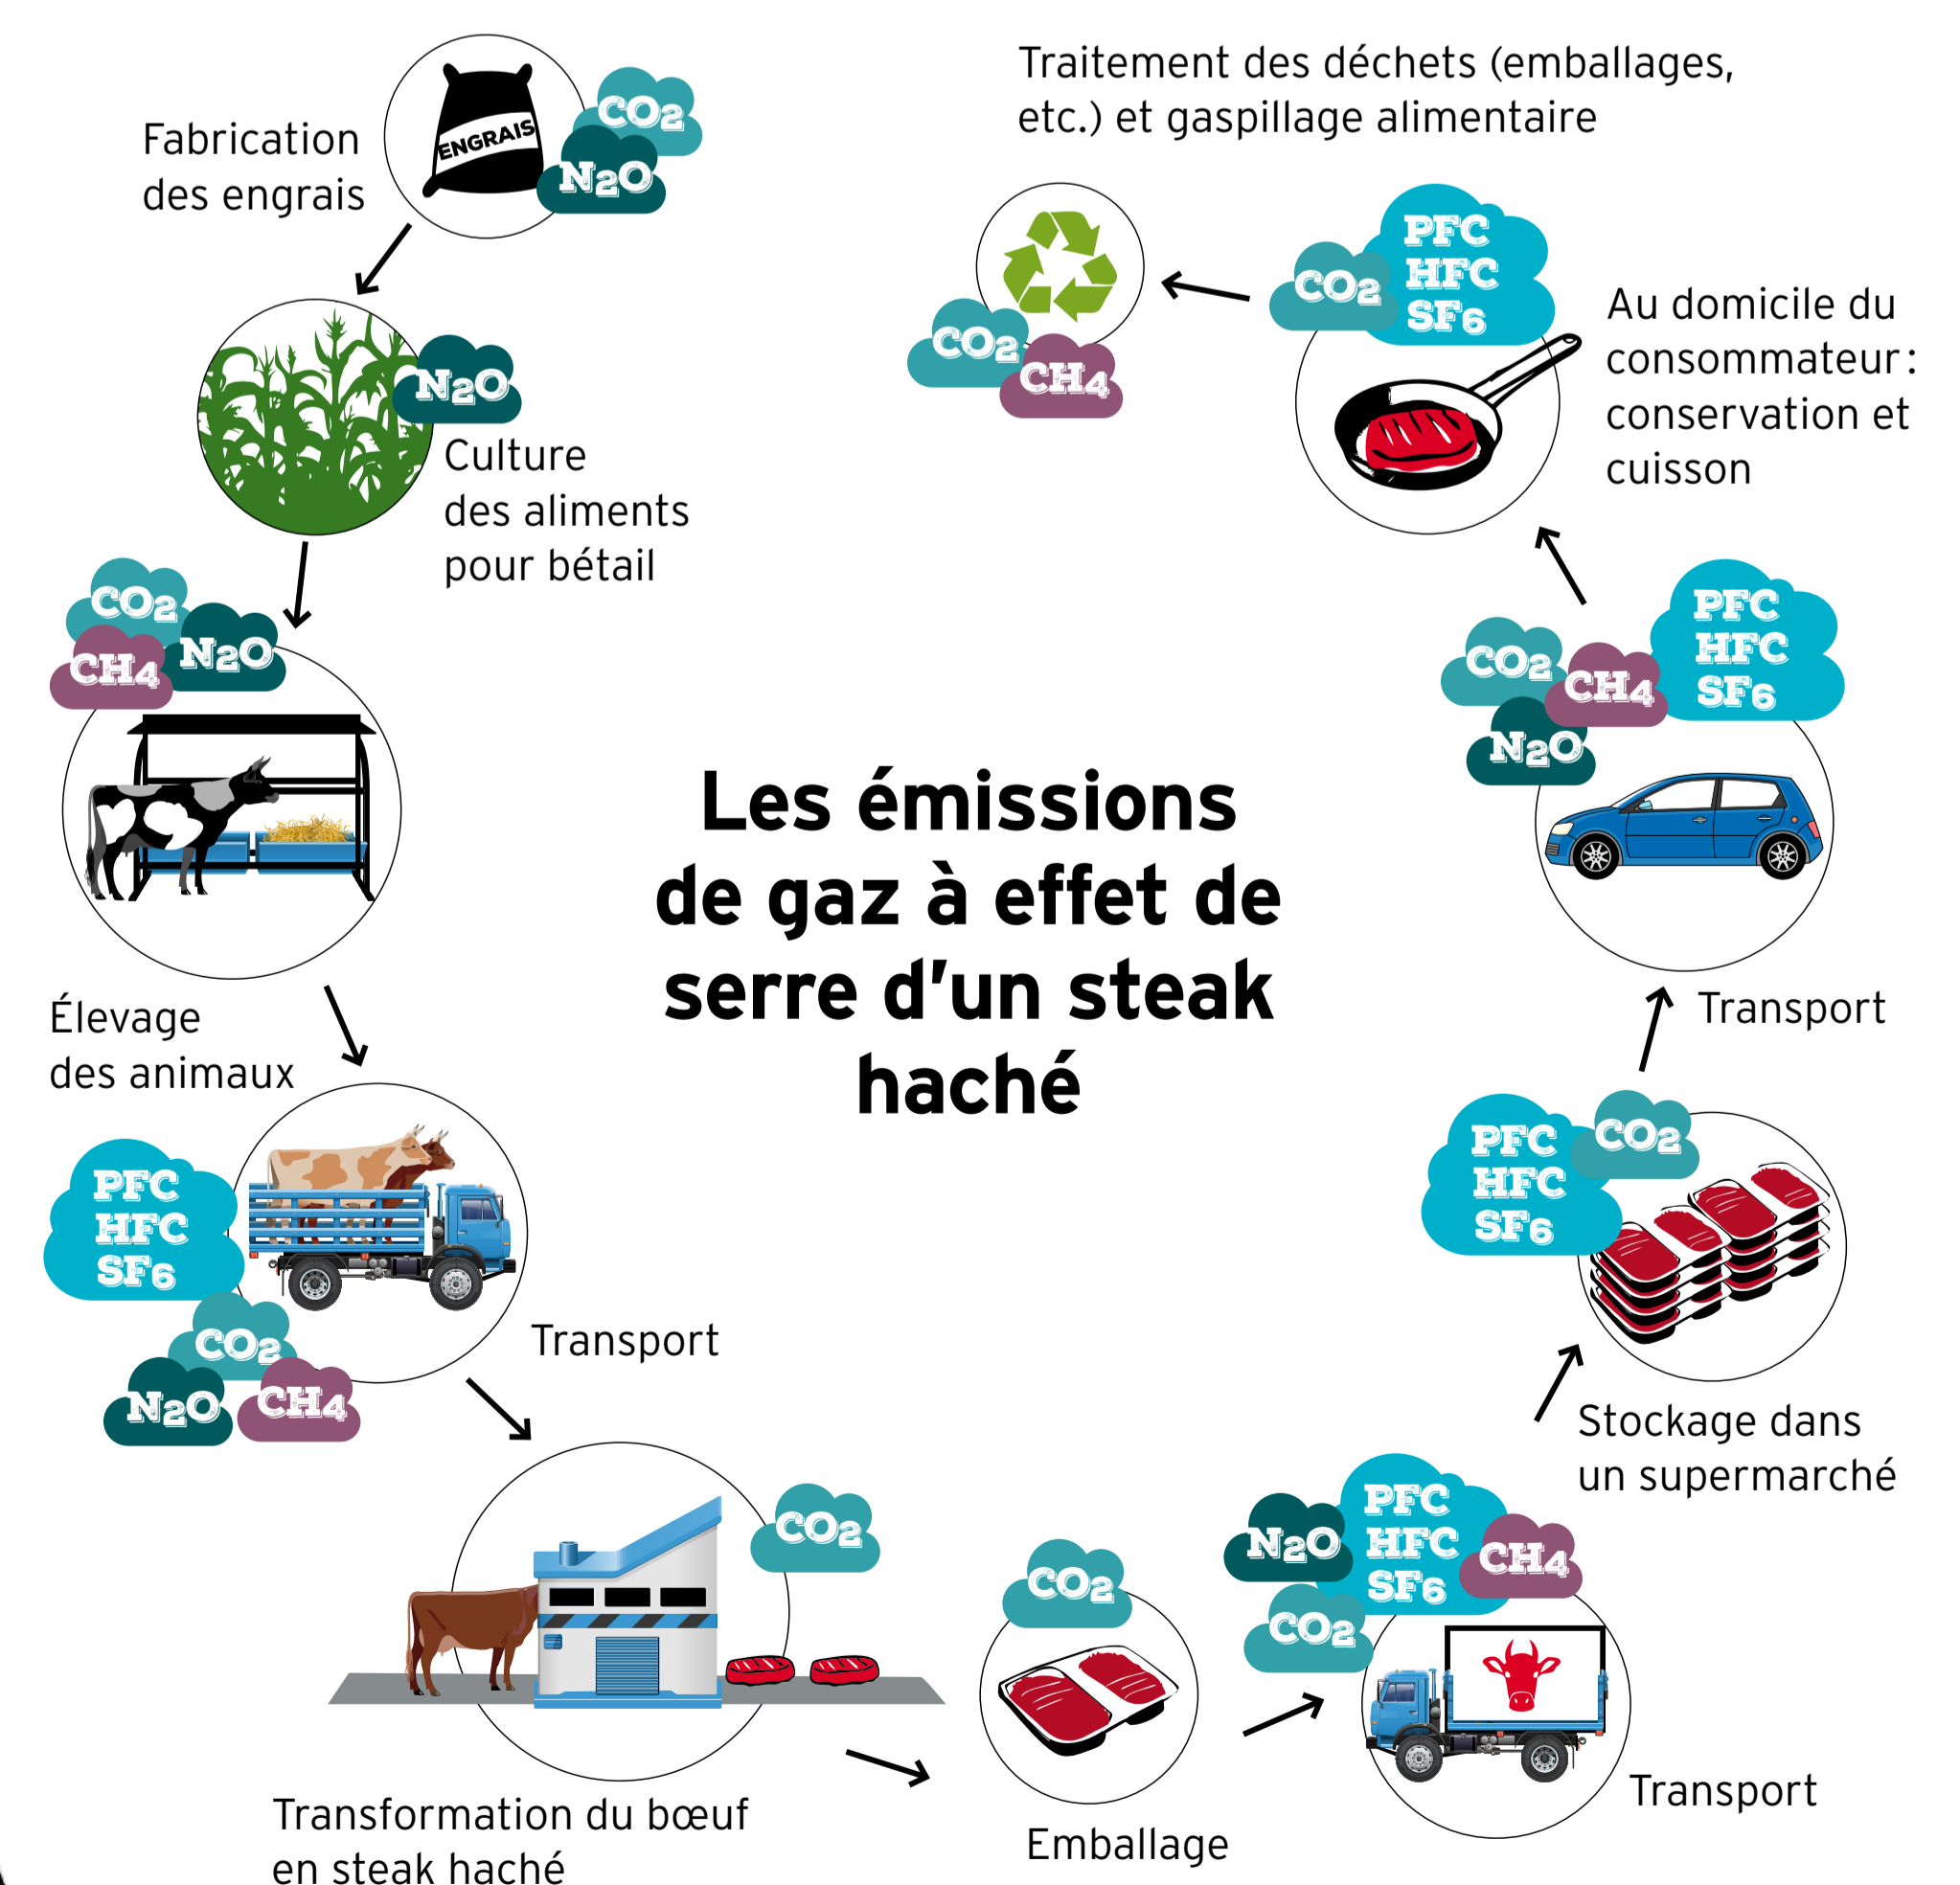 Fabrication
des engrais
ENGRAIS
CO2
N2O
N2O
Culture
des aliments
pour bétail
CO2
CH4
N2O
Élevage
des animaux
PFC
HFC
SF6
CO2
N2O
CH4
Transport
CO2
Transformation du bœuf
en steak haché
CO2
Emballage
N2O
PFC
HFC
SF6
CH4
CO2
Transport
PFC
HFC
SF6
CO2
Stockage dans
un supermarché
CO2
CH4
N2O
PFC
HFC
SF6
Transport
CO2
PFC
HFC
SF6
Au domicile du
consommateur :
conservation et
cuisson
Traitement des déchets (emballages,
etc.) et gaspillage alimentaire
CO2
CH4
Les émissions
de gaz à effet de
serre d'un steak
haché